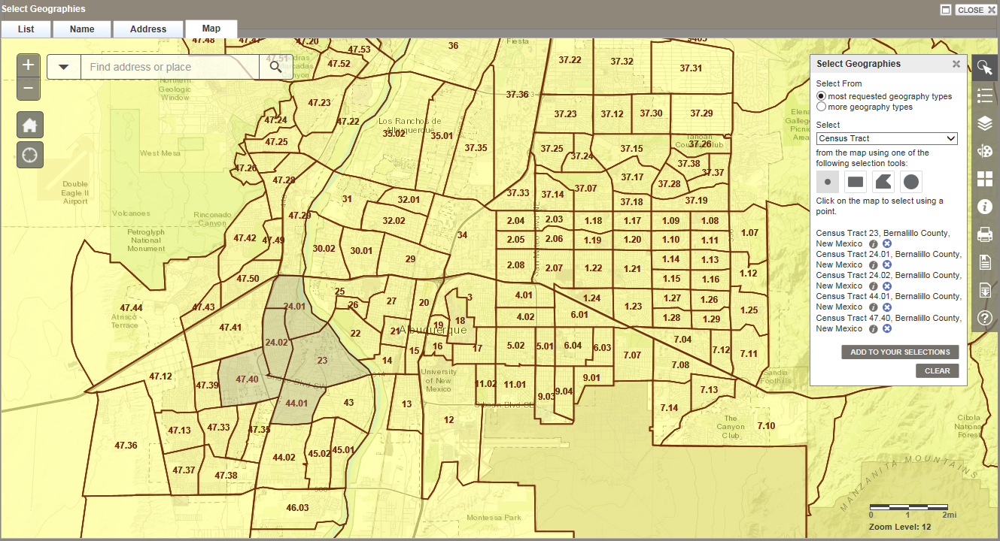 Select Geographies
CLOSE
List
Name
Address
Map
47.48
47.47
47.20
47.53
36
Fiesta
9403
+
47.51
Find address or place
47.52
−
Northern
Geologic
Window
37.22
37.32
37.31
Select Geographies
Select From
most requested geography types
more geography types
Select
Census Tract
from the map using one of the
following selection tools:
Click on the map to select using a
point.
Census Tract 23, Bernalillo County,
New Mexico
Census Tract 24.01, Bernalillo County,
New Mexico
Census Tract 24.02, Bernalillo County,
New Mexico
Census Tract 44.01, Bernalillo County,
New Mexico
Census Tract 47.40, Bernalillo County,
New Mexico
ADD TO YOUR SELECTIONS
CLEAR
37.36
47.23
47.24
47.22
Los Ranchos de
Albuquerque
35.02
35.01
37.35
37.23
37.12
37.30
37.29
47.25
West Mesa
47.26
47.28
37.25
37.24
37.15
Tanoan
Country Club
37.26
37.38
37.37
37.17
37.28
Double
Eagle II
Airport
31
32.01
37.33
37.14
37.07
37.18
37.19
Volcanoes
Rinconado
Canyon
47.29
32.02
2.04
2.03
1.18
1.17
1.09
1.08
Petroglyph
National
Monument
47.42
47.49
30.02
30.01
29
34
2.05
2.06
1.19
1.20
1.10
1.11
1.07
2.08
2.07
1.22
1.21
1.14
1.13
1.12
47.50
1.15
1.16
25
4.01
1.24
1.27
1.26
47.44
47.43
24.01
26
27
20
3
1.23
1.25
Atrisco
Terrace
47.41
22
21
19
18
4.02
6.01
1.28
1.29
Albuquerque
24.02
15
16
17
5.02
5.01
6.04
6.03
7.07
7.04
7.12
7.11
23
14
7.08
47.12
47.40
47.39
University
of New
Mexico
11.02
11.01
9.01
Sandia
Foothills
44.01
43
13
9.03
9.04
7.13
Gibson Blvd SE
7.14
12
The
Canyon
Club
7.10
Cibola
National
Forest
47.13
47.33
47.35
47.36
44.02
45.02
45.01
47.37
47.38
MANZANITA MOUNTAINS
46.03
Montessa Park
0 1 2mi
Zoom Level: 12